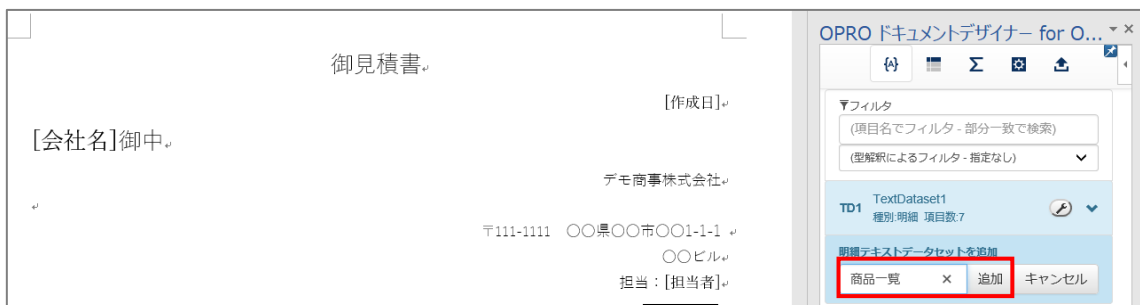 御見積書
[作成日]
[会社名]御中
デモ商事株式会社
〒111-1111 〇〇県〇〇市〇〇1-1-1
〇〇ビル
担当：[担当者]
OPRO ドキュメントデザイナー for O...
フィルタ
(項目名でフィルタ - 部分一致で検索)
(型解釈によるフィルタ - 指定なし)
TD1 TextDataset1
種別:明細 項目数:7
明細テキストデータセットを追加
商品一覧 × 追加 キャンセル